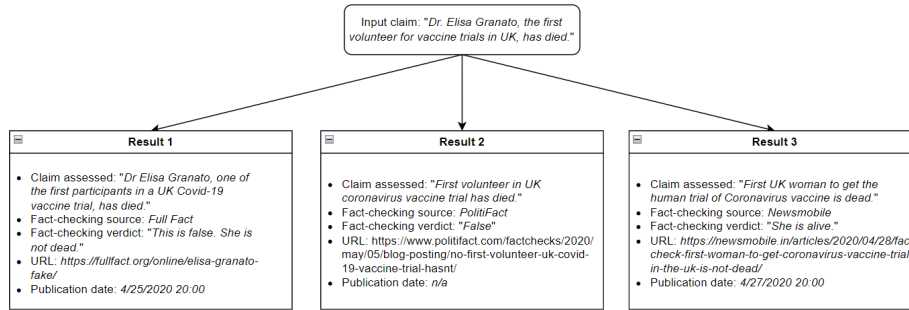 Input claim: "Dr. Elisa Granato, the first
volunteer for vaccine trials in UK, has died."
Result 1
• Claim assessed: "Dr Elisa Granato, one of
the first participants in a UK Covid-19
vaccine trial, has died."
• Fact-checking source: Full Fact
• Fact-checking verdict: "This is false. She is
not dead."
• URL: https://fullfact.org/online/elisa-granato-
fake/
• Publication date: 4/25/2020 20:00
Result 2
• Claim assessed: "First volunteer in UK
coronavirus vaccine trial has died."
• Fact-checking source: PolitiFact
• Fact-checking verdict: "False"
• URL: https://www.politifact.com/factchecks/2020/
may/05/blog-posting/no-first-volunteer-uk-covid-
19-vaccine-trial-hasnt/
• Publication date: n/a
Result 3
• Claim assessed: "First UK woman to get the
human trial of Coronavirus vaccine is dead."
• Fact-checking source: Newsmobile
• Fact-checking verdict: "She is alive."
• URL: https://newsmobile.in/articles/2020/04/28/fac
check-first-woman-to-get-coronavirus-vaccine-trial
in-the-uk-is-not-dead/
• Publication date: 4/27/2020 20:00